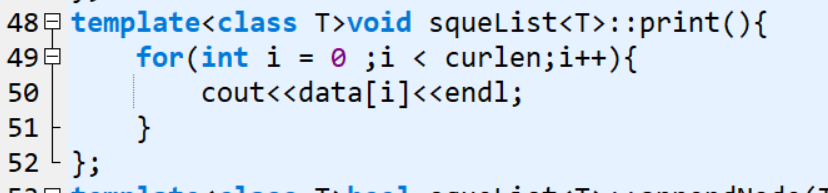 48 template<class T>void squeList<T>::print(){
49 for(int i = 0 ;i < curlen;i++){
50 cout<<data[i]<<endl;
51 }
52 };